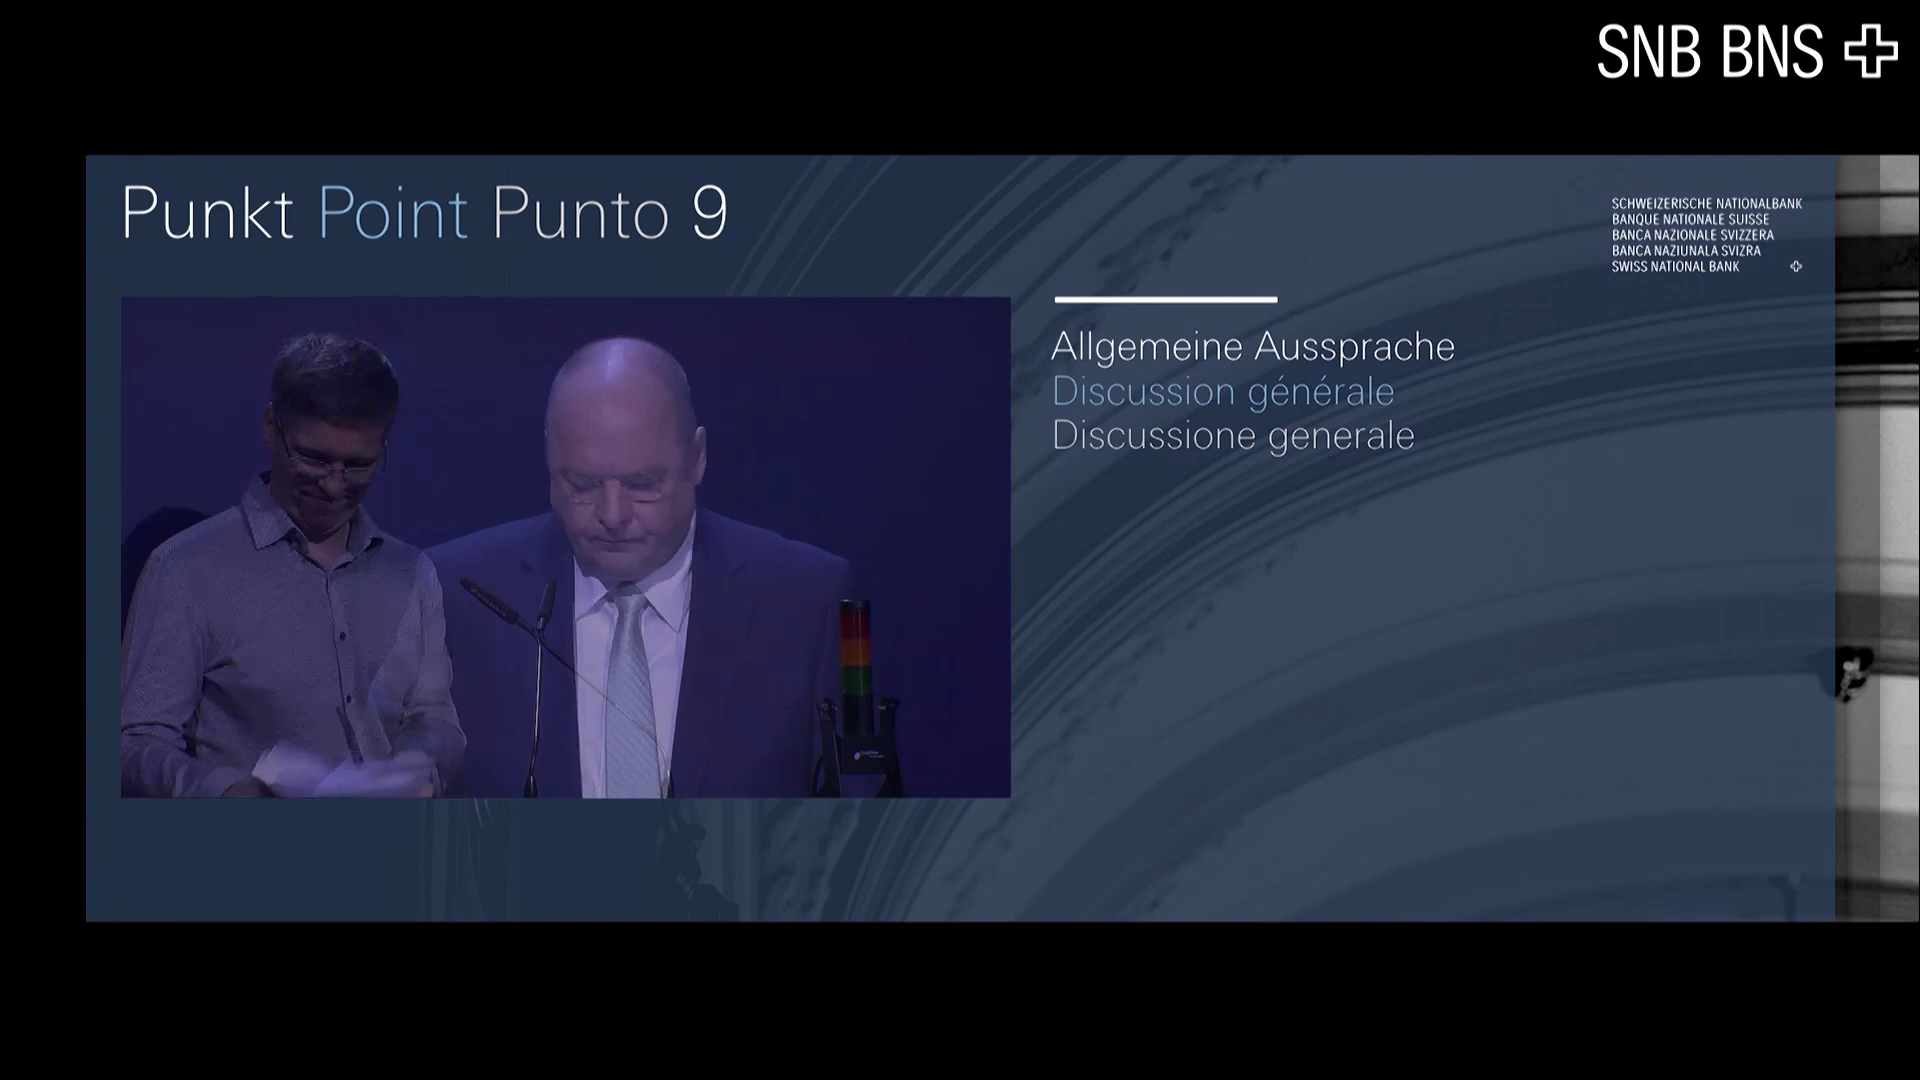 SNB BNS
Punkt Point Punto 9
SCHWEIZERISCHE NATIONALBANK
BANQUE NATIONALE SUISSE
BANCA NAZIONALE SVIZZERA
BANCA NAZIUNALA SVIZRA
SWISS NATIONAL BANK
Allgemeine Aussprache
Discussion générale
Discussione generale